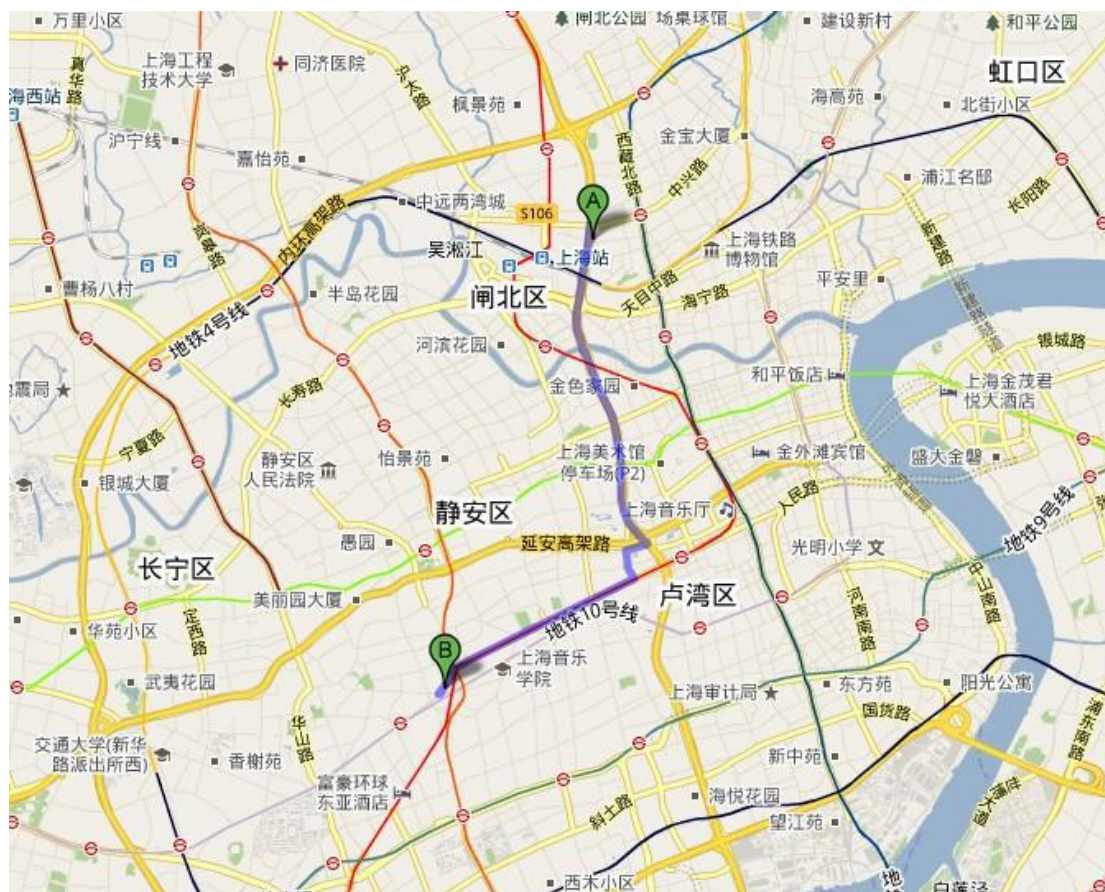 万里小区
闸北公园
场桌球馆
建设新村
和平公园
真华路
上海工程
技术大学
同济医院
沪太路
虹口区
海西站
枫景苑
海高苑
北街小区
沪宁线
嘉怡苑
西藏北路
金宝大厦
中兴路
浦江名邸
长阳路
内环高架路
中远两湾城
A
S106
新建路
岚皋路
吴淞江
上海站
上海铁路
博物馆
曹杨八村
半岛花园
闸北区
天目中路
海宁路
平安里
新建路隧道
地铁4号线
河滨花园
银城路
地震局
长寿路
金色家园
和平饭店
上海金茂君
悦大酒店
宁夏路
静安区
人民法院
怡景苑
上海美术馆
停车场(P2)
金外滩宾馆
盛大金磐
银城大厦
人民路
静安区
上海音乐厅
愚园
延安高架路
光明小学
地铁9号线
长宁区
美丽园大厦
卢湾区
中山南路
定西路
华苑小区
地铁10号线
河南南路
B
上海音乐
学院
武夷花园
上海审计局
东方苑
阳光公寓
国货路
华山路
浦东南路
交通大学(新华
路派出所西)
香榭苑
新中苑
富豪环球
东亚酒店
海悦花园
斜土路
望江苑
西木小区
地
白莲泾